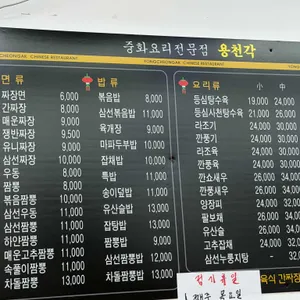 중화요리전문점 용천각
YONGCHEONGAK CHINESE RESTAURANT
면 류
짜장면 6,000
간짜장 8,000
매운짜장 9,000
쟁반짜장 9,500
유니짜장 9,000
삼선짜장 10,000
우동 8,000
짬뽕 8,000
볶음짬뽕 10,000
삼선우동 11,000
삼선짬뽕 11,000
하얀짬뽕 11,000
매운고추짬뽕 11,000
속풀이짬뽕 11,000
차돌짬뽕 13,000
밥 류
볶음밥 8,000
삼선볶음밥 11,000
육개장 9,000
마파두부밥 10,000
잡채밥 10,000
특밥 11,000
송이덮밥 11,000
유산슬밥 13,000
잡탕밥 13,000
짬뽕밥 9,000
삼선짬뽕밥 12,000
차돌짬뽕밥 13,000
요 리 류 小 中
등심탕수육 19,000 24,000
등심사천탕수육 21,000 26,000
라조기 30,000
깐풍기 30,000
라조육 30,000
깐풍육 30,000
깐쇼새우 36,000
깐풍새우 36,000
양장피 34,000
팔보채 36,000
유산슬 36,000
고추잡채 32,000
삼선누룽지탕 -
정 시 휴 일